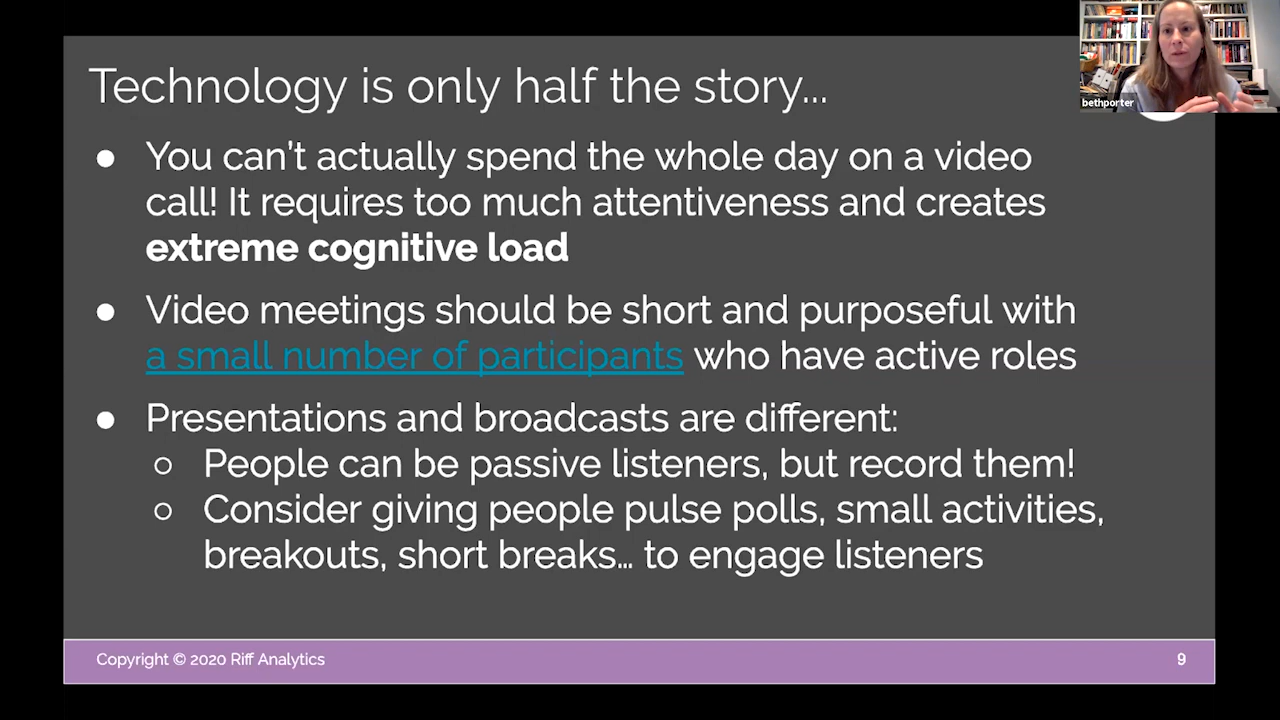 Technology is only half the story...
bethporter
● You can't actually spend the whole day on a video
call! It requires too much attentiveness and creates
extreme cognitive load
● Video meetings should be short and purposeful with
a small number of participants who have active roles
● Presentations and broadcasts are different:
○ People can be passive listeners, but record them!
○ Consider giving people pulse polls, small activities,
breakouts, short breaks... to engage listeners
Copyright © 2020 Riff Analytics
9